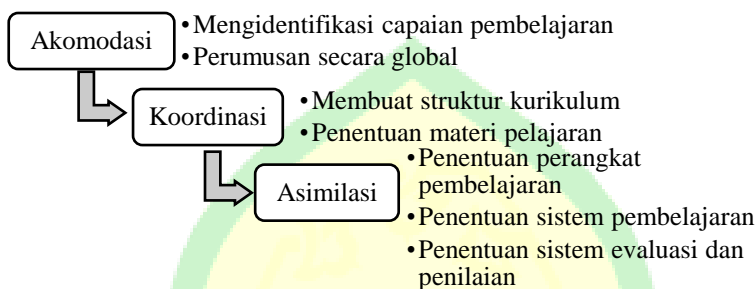 Akomodasi
•Mengidentifikasi capaian pembelajaran
•Perumusan secara global
Koordinasi
•Membuat struktur kurikulum
•Penentuan materi pelajaran
Asimilasi
•Penentuan perangkat
pembelajaran
•Penentuan sistem pembelajaran
•Penentuan sistem evaluasi dan
penilaian